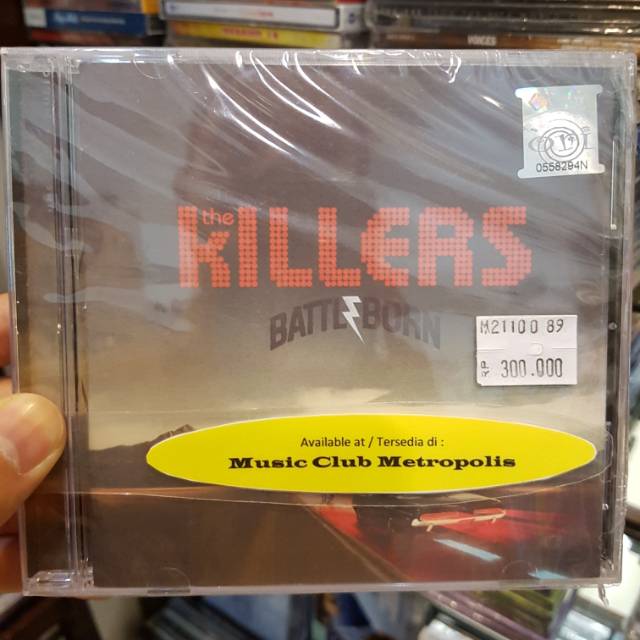 0558294N
the
KILLERS
BATTLE BORN
M21100 89
RP 300.000
Available at / Tersedia di :
Music Club Metropolis